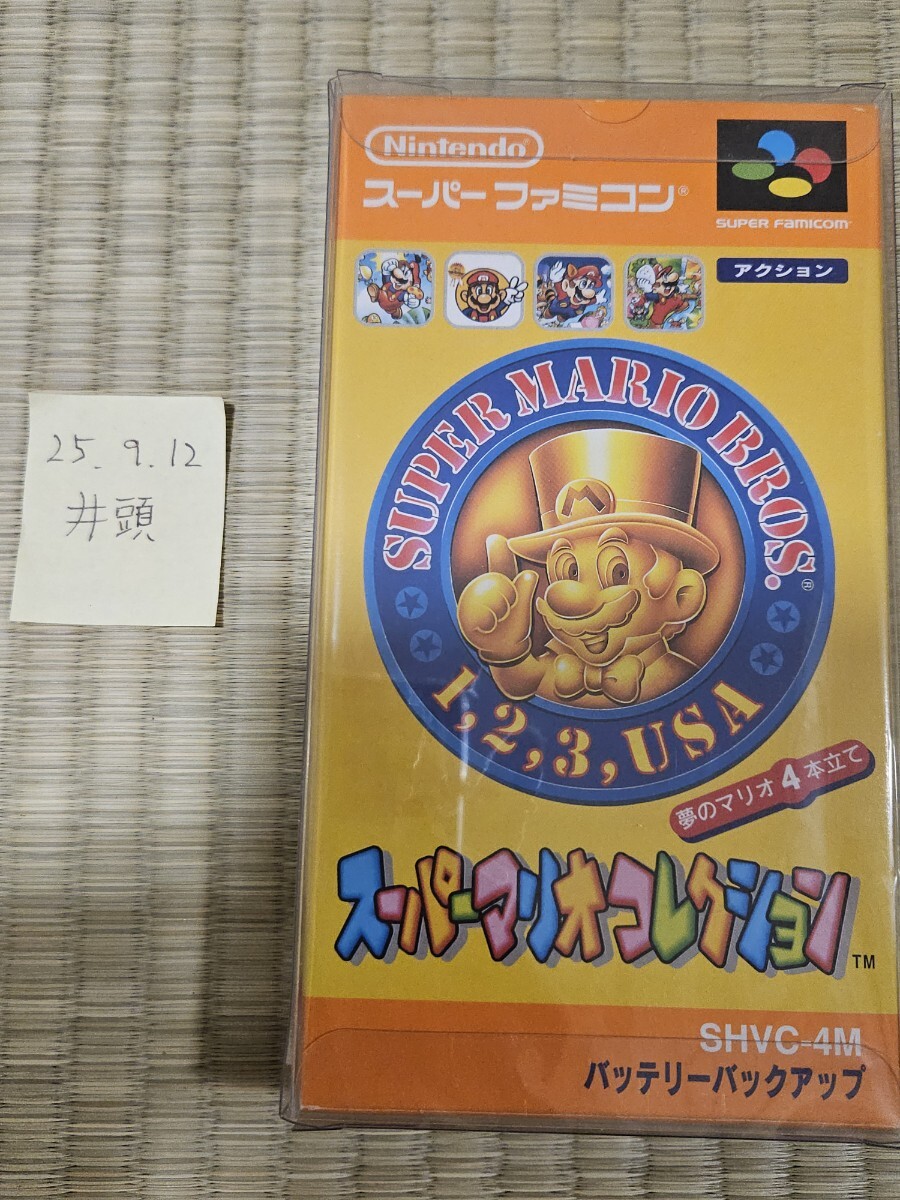 25.9.12
井頭
Nintendo
スーパーファミコン®
SUPER FAMICOM™
アクション
SUPER MARIO BROS.®
M
1,2,3,USA
夢のマリオ4本立て
スーパーマリオコレクション™
SHVC-4M
バッテリーバックアップ